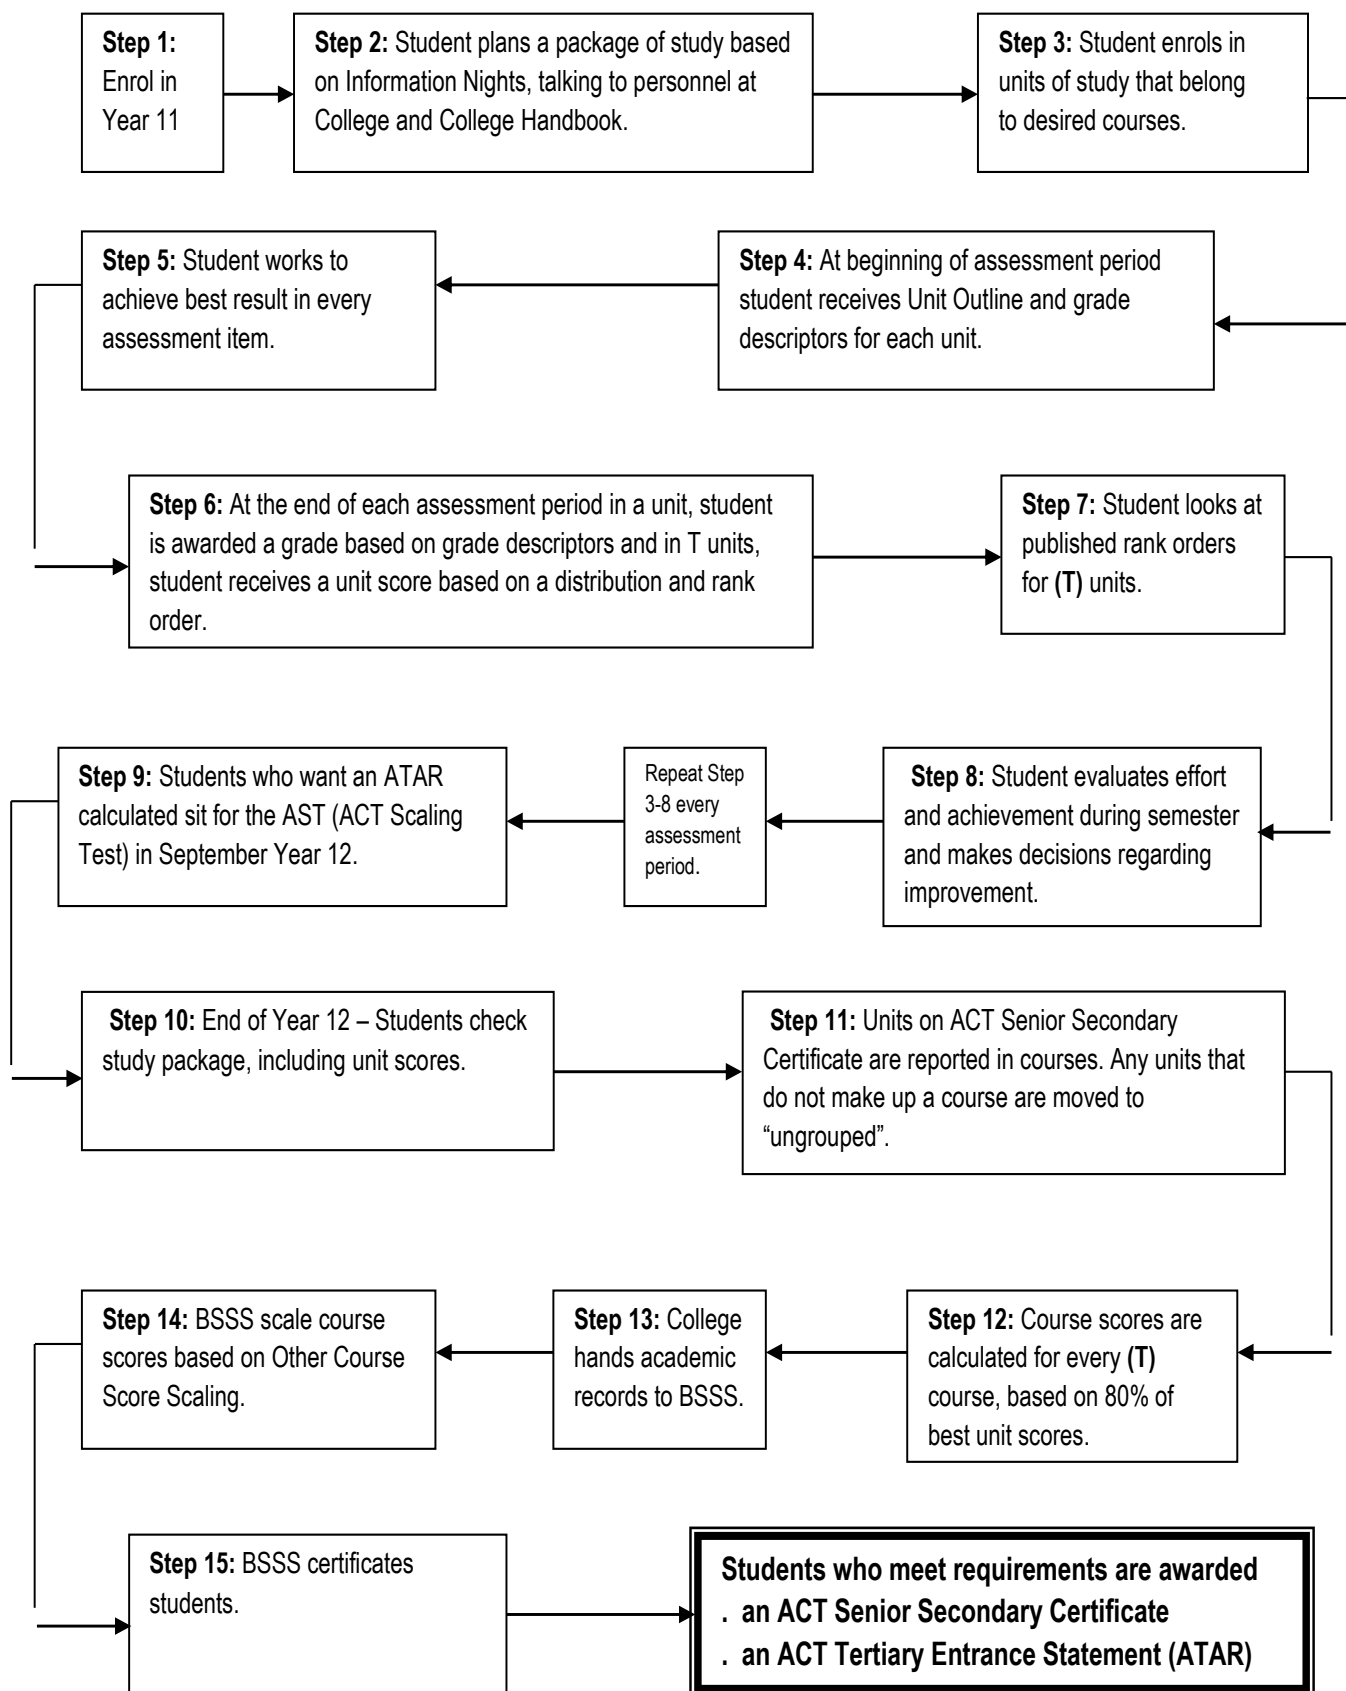 Step 1:
Enrol in
Year 11
Step 2: Student plans a package of study based
on Information Nights, talking to personnel at
College and College Handbook.
Step 3: Student enrols in
units of study that belong
to desired courses.
Step 4: At beginning of assessment period
student receives Unit Outline and grade
descriptors for each unit.
Step 5: Student works to
achieve best result in every
assessment item.
Step 6: At the end of each assessment period in a unit, student
is awarded a grade based on grade descriptors and in T units,
student receives a unit score based on a distribution and rank
order.
Step 7: Student looks at
published rank orders
for (T) units.
Step 8: Student evaluates effort
and achievement during semester
and makes decisions regarding
improvement.
Repeat Step
3-8 every
assessment
period.
Step 9: Students who want an ATAR
calculated sit for the AST (ACT Scaling
Test) in September Year 12.
Step 10: End of Year 12 – Students check
study package, including unit scores.
Step 11: Units on ACT Senior Secondary
Certificate are reported in courses. Any units that
do not make up a course are moved to
“ungrouped”.
Step 12: Course scores are
calculated for every (T)
course, based on 80% of
best unit scores.
Step 13: College
hands academic
records to BSSS.
Step 14: BSSS scale course
scores based on Other Course
Score Scaling.
Step 15: BSSS certificates
students.
Students who meet requirements are awarded
. an ACT Senior Secondary Certificate
. an ACT Tertiary Entrance Statement (ATAR)